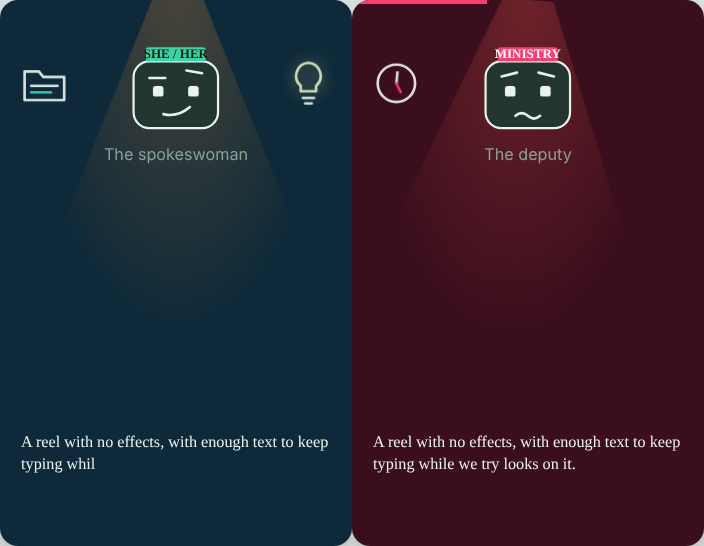 SHE / HER
The spokeswoman
A reel with no effects, with enough text to keep
typing whil
MINISTRY
The deputy
A reel with no effects, with enough text to keep
typing while we try looks on it.